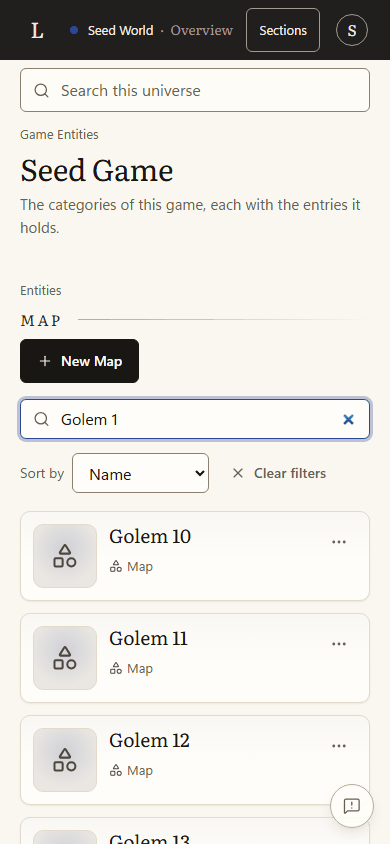 L Seed World · Overview Sections S
Search this universe
Game Entities
Seed Game
The categories of this game, each with the entries it
holds.
Entities
MAP
New Map
Golem 1
Sort by Name Clear filters
Golem 10
Map
Golem 11
Map
Golem 12
Map
Golem 13